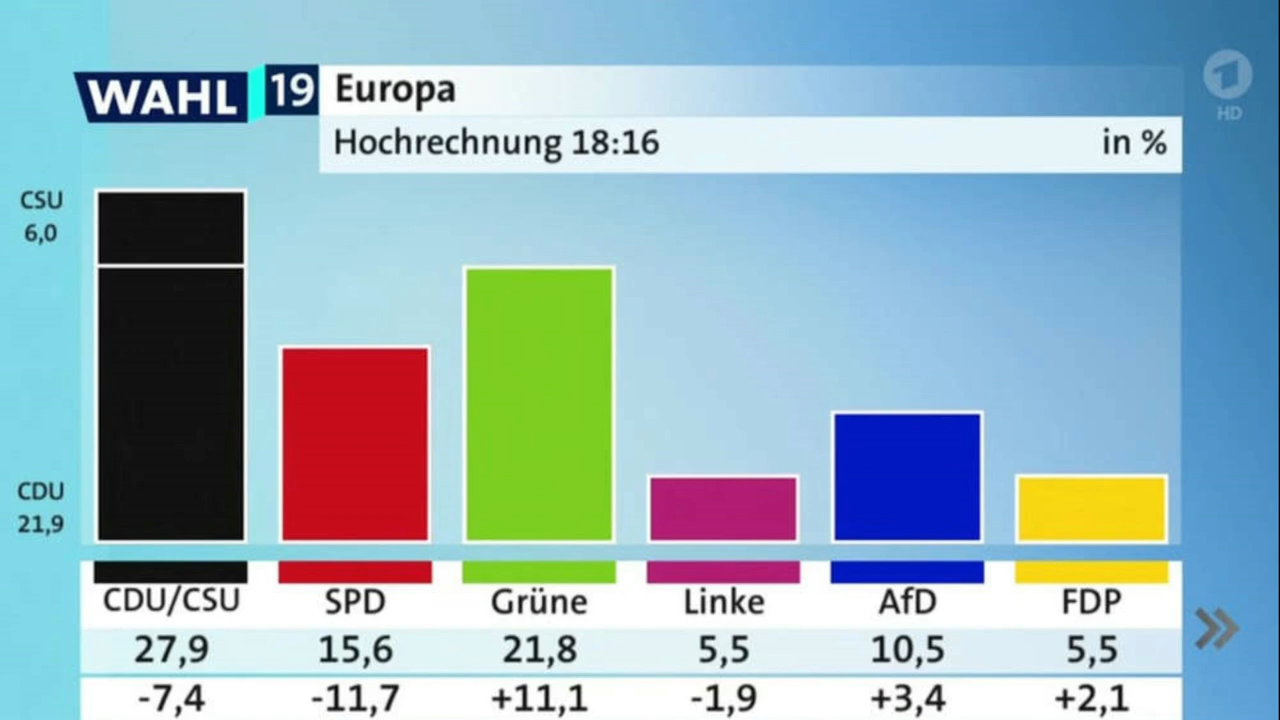 WAHL 19 Europa
Hochrechnung 18:16 in %
1
HD
CSU
6,0
CDU
21,9
CDU/CSU SPD Grüne Linke AfD FDP
27,9 15,6 21,8 5,5 10,5 5,5
-7,4 -11,7 +11,1 -1,9 +3,4 +2,1